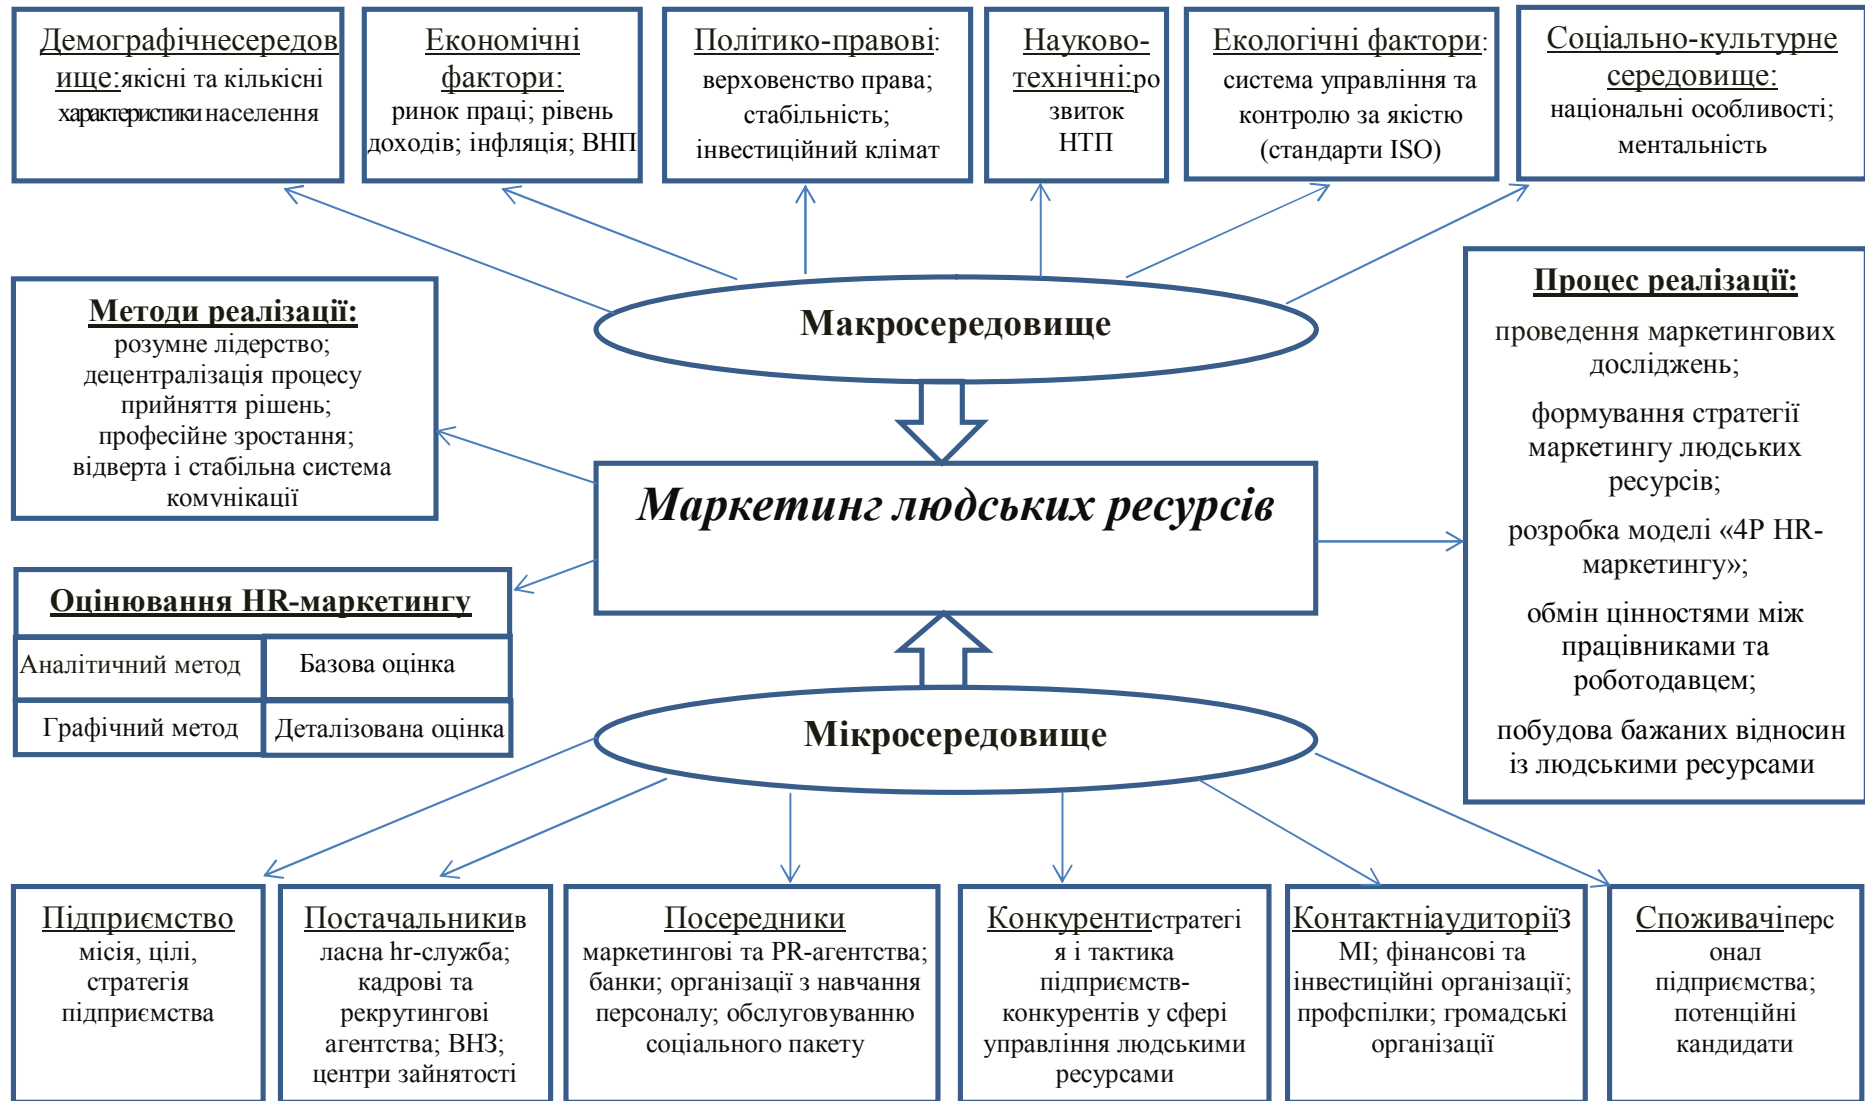 Демографічнесередов
ище:якісні та кількісні
характеристикинаселення
Економічні
фактори:
ринок праці; рівень
доходів; інфляція; ВНП
Політико-правові:
верховенство права;
стабільність;
інвестиційний клімат
Науково-
технічні:ро
звиток
НТП
Екологічні фактори:
система управління та
контролю за якістю
(стандарти ISO)
Соціально-культурне
середовище:
національні особливості;
ментальність
Макросередовище
Методи реалізації:
розумне лідерство;
децентралізація процесу
прийняття рішень;
професійне зростання;
відверта і стабільна система
комунікації
Маркетинг людських ресурсів
Процес реалізації:
проведення маркетингових
досліджень;
формування стратегії
маркетингу людських
ресурсів;
розробка моделі «4P HR-
маркетингу»;
обмін цінностями між
працівниками та
роботодавцем;
побудова бажаних відносин
із людськими ресурсами
Оцінювання HR-маркетингу
Аналітичний метод
Базова оцінка
Графічний метод
Деталізована оцінка
Мікросередовище
Підприємство
місія, цілі,
стратегія
підприємства
Постачальникив
ласна hr-служба;
кадрові та
рекрутингові
агентства; ВНЗ;
центри зайнятості
Посередники
маркетингові та PR-агентства;
банки; організації з навчання
персоналу; обслуговуванню
соціального пакету
Конкурентистратегі
я і тактика
підприємств-
конкурентів у сфері
управління людськими
ресурсами
КонтактніаудиторіїЗ
МІ; фінансові та
інвестиційні організації;
профспілки; громадські
організації
Споживачіперс
онал
підприємства;
потенційні
кандидати